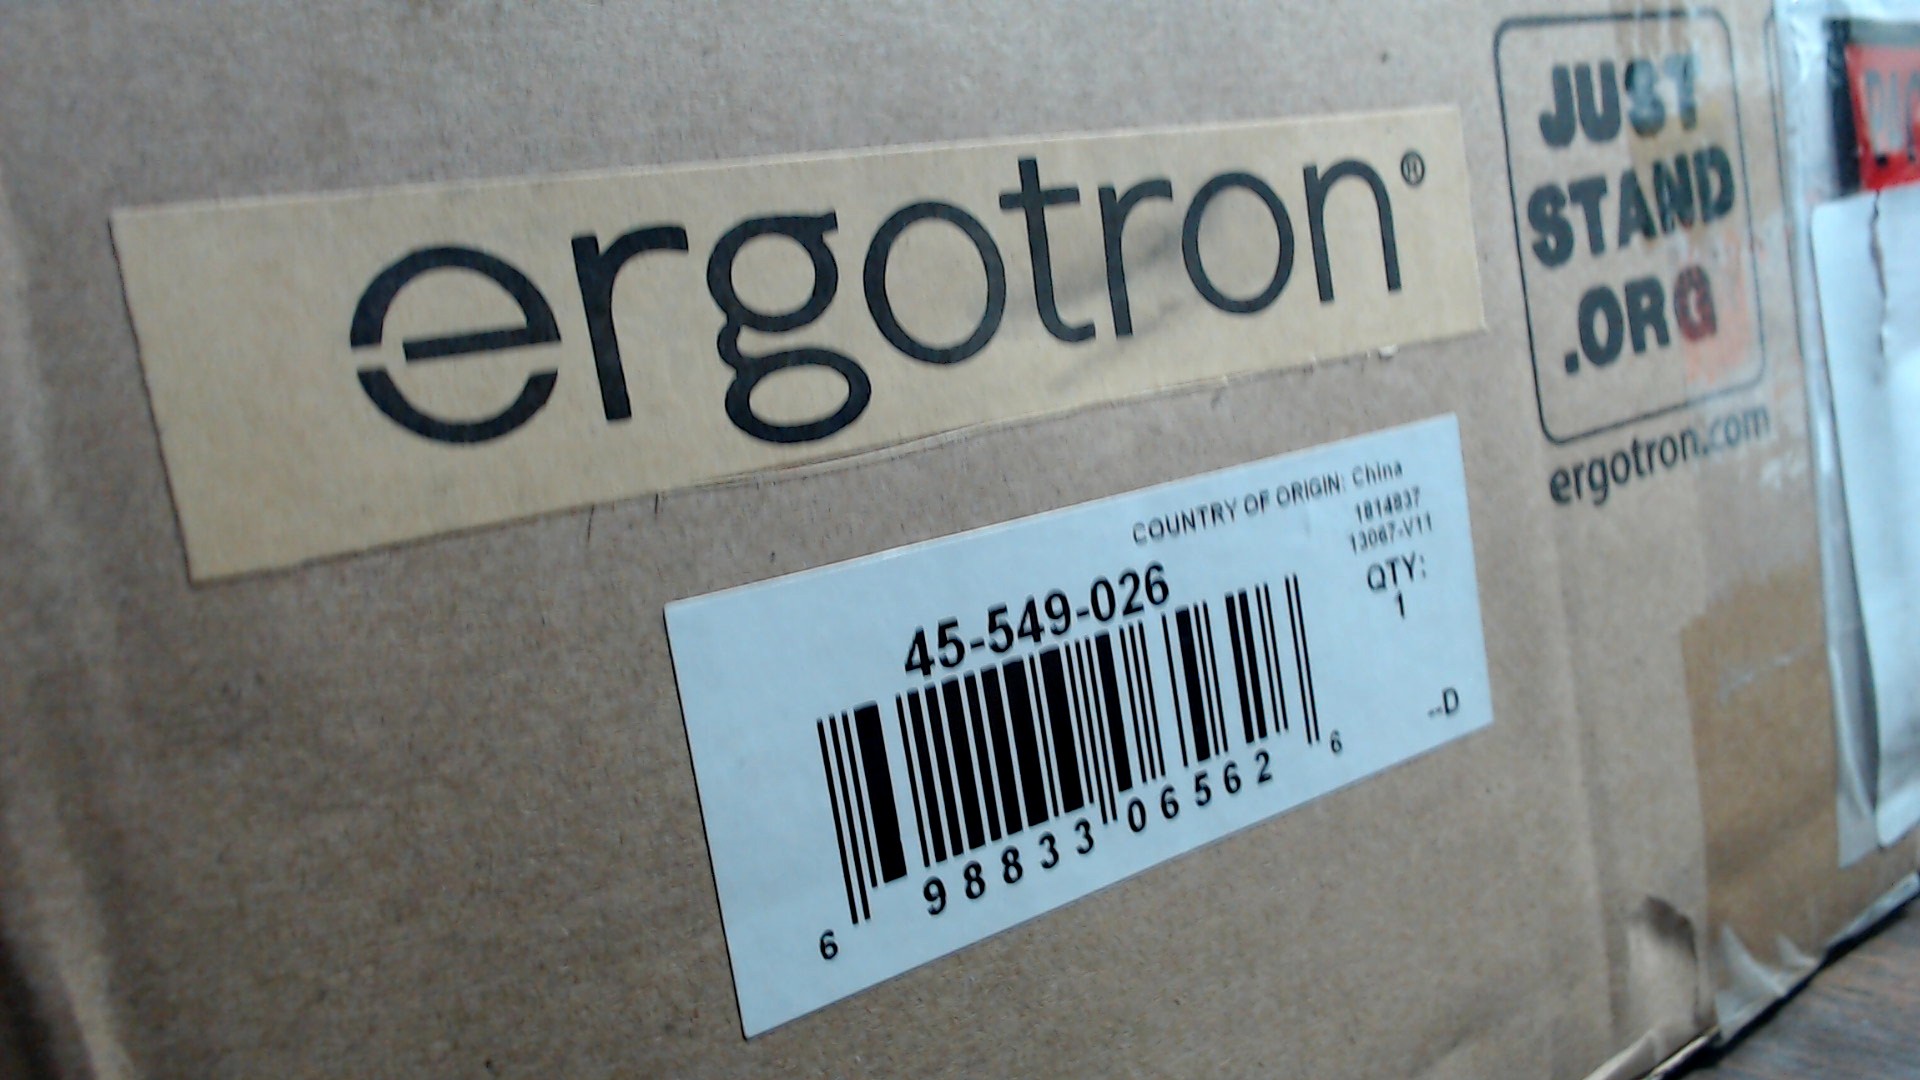 ergotron®
JUST
STAND
.ORG
ergotron.com
COUNTRY OF ORIGIN: China
1814837
13067-V11
QTY:
1
45-549-026
6 98833 06562 6
--D